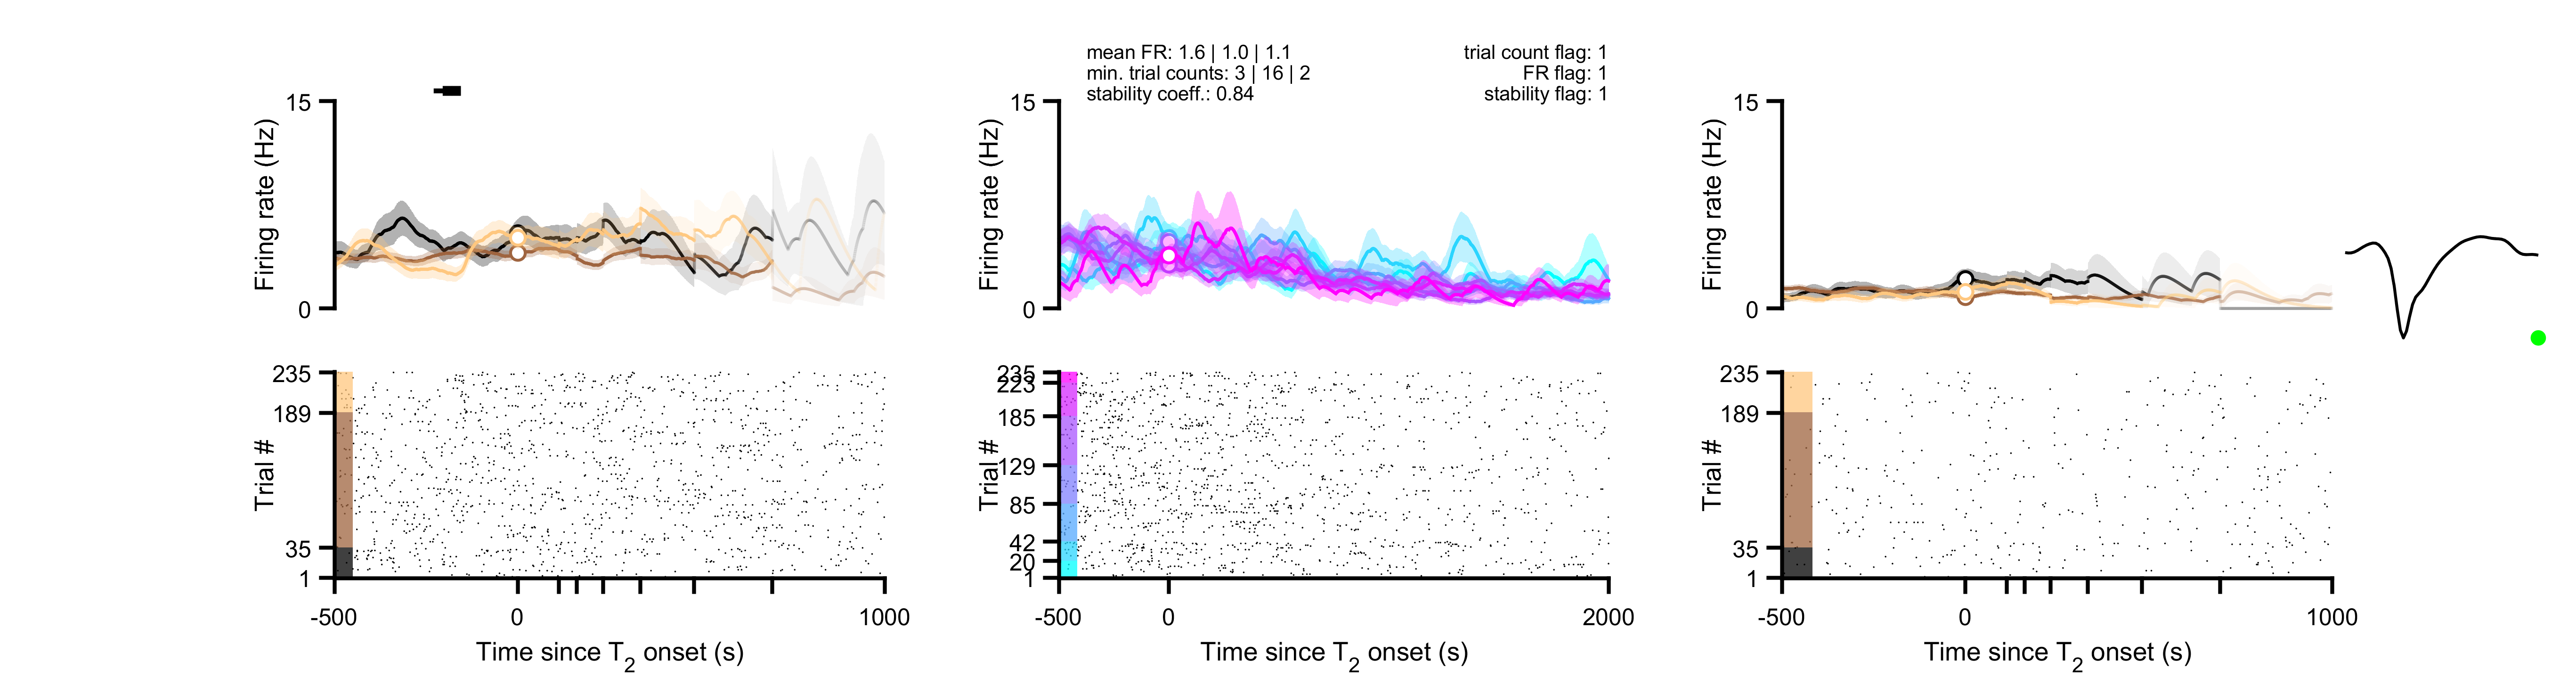 mean FR: 1.6 | 1.0 | 1.1
min. trial counts: 3 | 16 | 2
stability coeff.: 0.84
trial count flag: 1
FR flag: 1
stability flag: 1
15
Firing rate (Hz)
0
235
189
Trial #
35
1
-500
0
1000
Time since T2 onset (s)
15
Firing rate (Hz)
0
235
223
185
129
Trial #
85
42
20
1
-500
0
2000
Time since T2 onset (s)
15
Firing rate (Hz)
0
235
189
Trial #
35
1
-500
0
1000
Time since T2 onset (s)